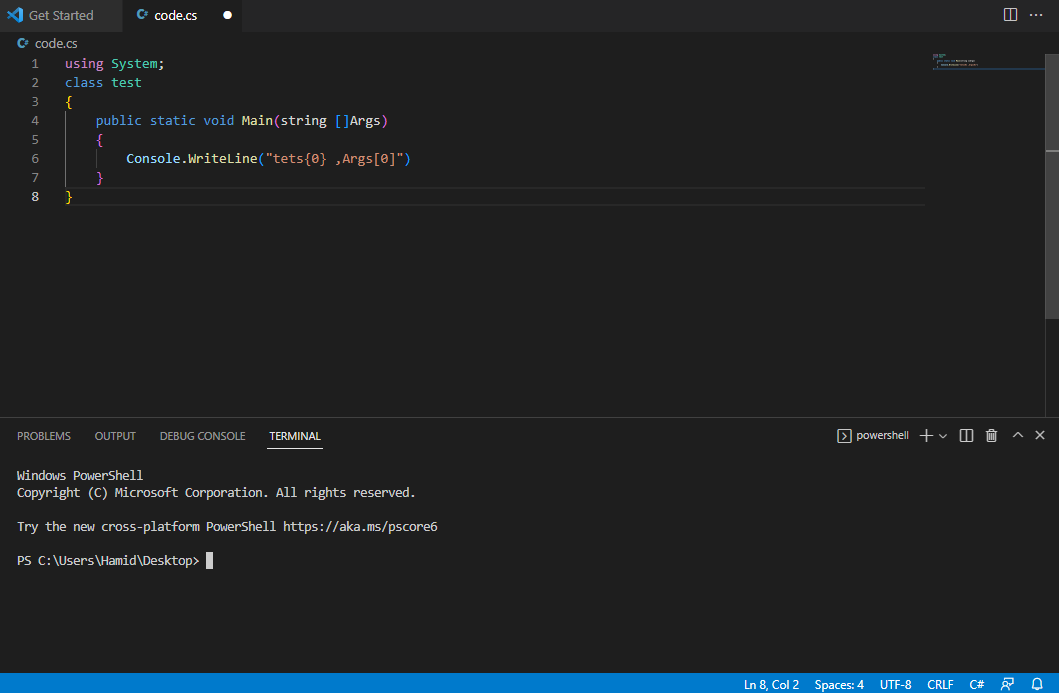 Get Started
code.cs
code.cs
1 using System;
2 class test
3 {
4 public static void Main(string []Args)
5 {
6 Console.WriteLine("tets{0} ,Args[0]")
7 }
8 }
PROBLEMS OUTPUT DEBUG CONSOLE TERMINAL powershell
Windows PowerShell
Copyright (C) Microsoft Corporation. All rights reserved.
Try the new cross-platform PowerShell https://aka.ms/pscore6
PS C:\Users\Hamid\Desktop>
Ln 8, Col 2 Spaces: 4 UTF-8 CRLF C#